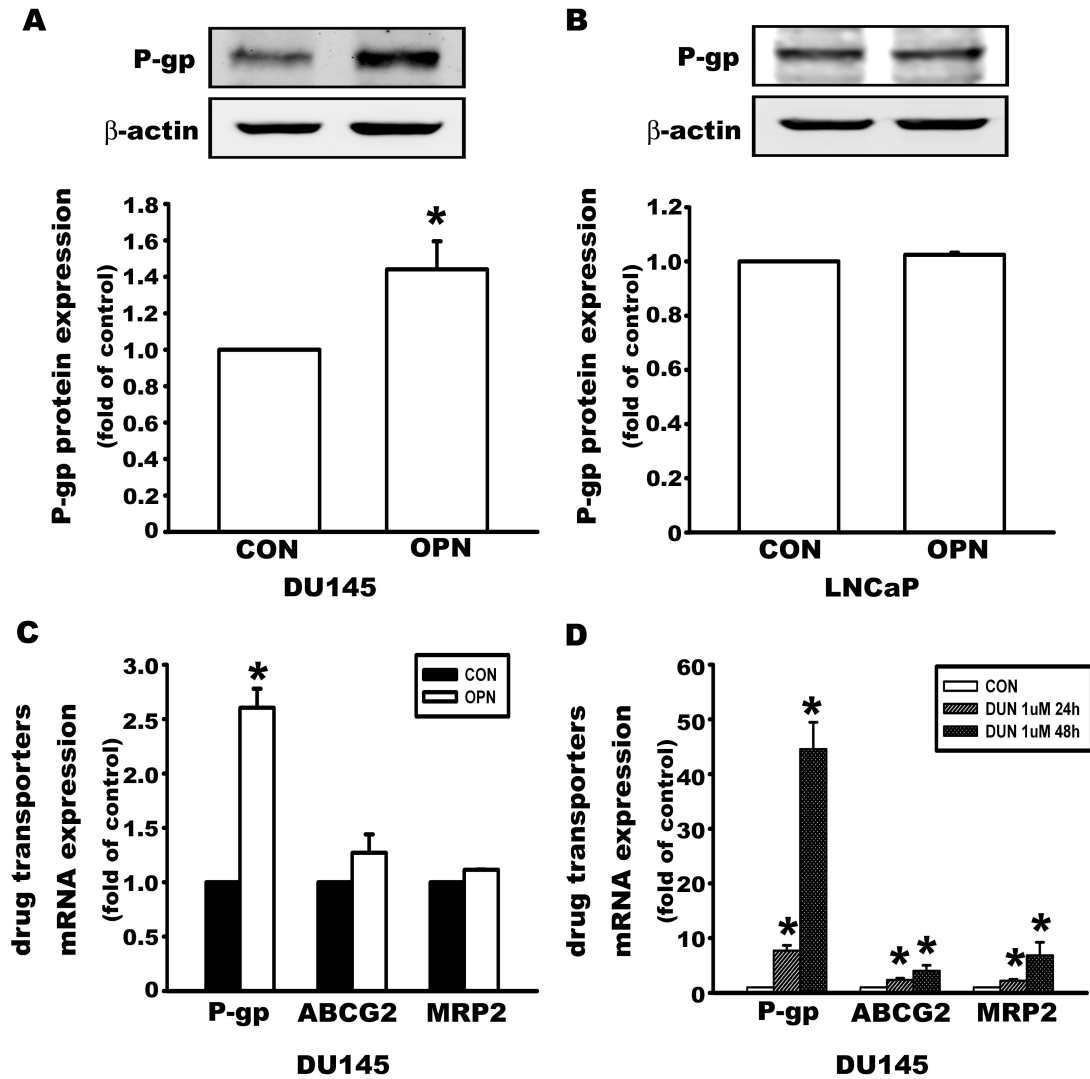 A
P-gp
β-actin
P-gp protein expression
(fold of control)
1.8
1.6
1.4
1.2
1.0
0.8
0.6
0.4
0.2
0
*
CON
OPN
DU145
B
P-gp
β-actin
P-gp protein expression
(fold of control)
1.2
1.0
0.8
0.6
0.4
0.2
0
CON
OPN
LNCaP
C
drug transporters
mRNA expression
(fold of control)
3.0
2.5
2.0
1.5
1.0
0.5
0
*
CON
OPN
P-gp
ABCG2
MRP2
DU145
D
drug transporters
mRNA expression
(fold of control)
60
50
40
30
20
10
0
CON
DUN 1uM 24h
DUN 1uM 48h
*
*
*
*
*
*
P-gp
ABCG2
MRP2
DU145